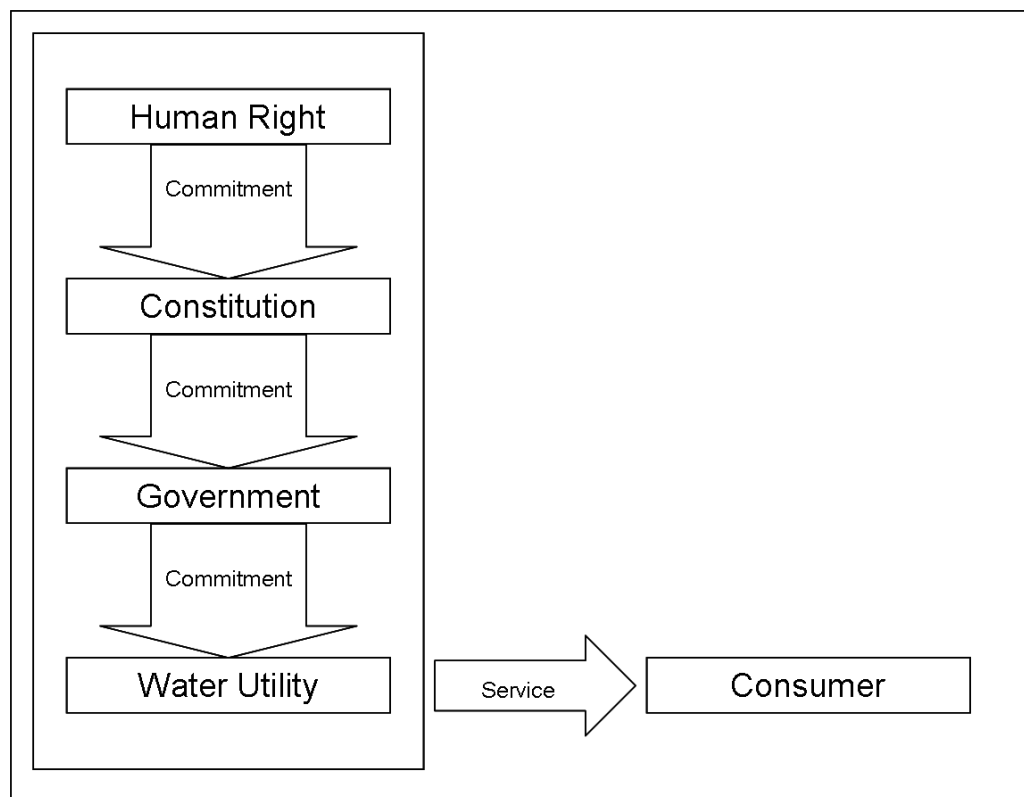 Human Right
Commitment
Constitution
Commitment
Government
Commitment
Water Utility
Service
Consumer